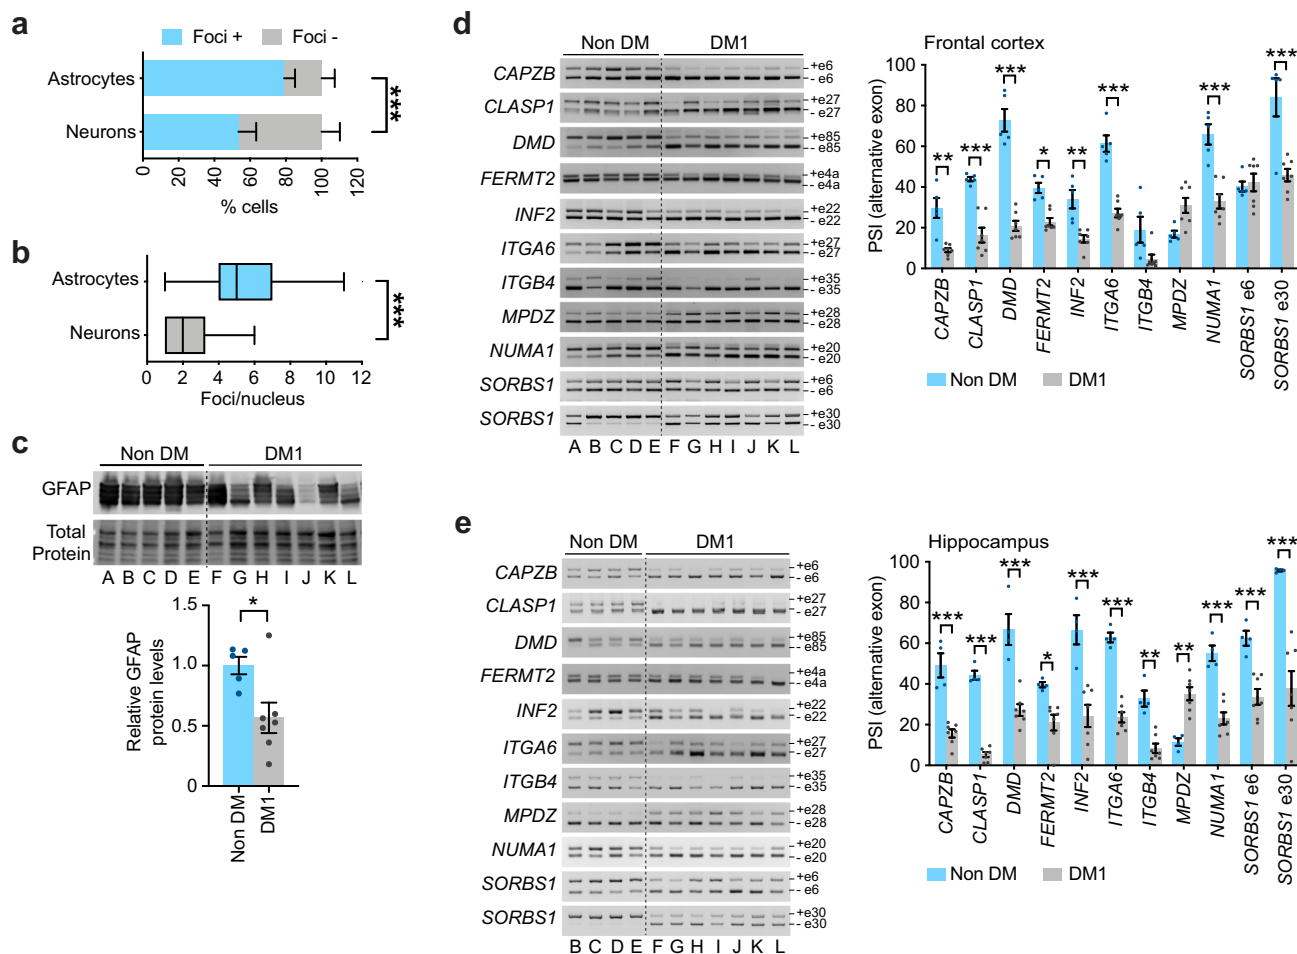 a
Foci +
Foci -
Astrocytes
Neurons
***
0 20 40 60 80 100 120
% cells
b
Astrocytes
Neurons
***
0 2 4 6 8 10 12
Foci/nucleus
c
Non DM
DM1
GFAP
Total
Protein
A B C D E F G H I J K L
1.5
1.0
0.5
0
Relative GFAP
protein levels
*
Non DM
DM1
d
Non DM
DM1
CAPZB
+e6
- e6
CLASP1
+e27
- e27
DMD
+e85
- e85
FERMT2
+e4a
- e4a
INF2
+e22
- e22
ITGA6
+e27
- e27
ITGB4
+e35
- e35
MPDZ
+e28
- e28
NUMA1
+e20
- e20
SORBS1
+e6
- e6
SORBS1
+e30
- e30
A B C D E F G H I J K L
Frontal cortex
PSI (alternative exon)
100
80
60
40
20
0
** *** *** * ** *** *** ***
CAPZB
CLASP1
DMD
FERMT2
INF2
ITGA6
ITGB4
MPDZ
NUMA1
SORBS1 e6
SORBS1 e30
Non DM
DM1
e
Non DM
DM1
CAPZB
+e6
- e6
CLASP1
+e27
- e27
DMD
+e85
- e85
FERMT2
+e4a
- e4a
INF2
+e22
- e22
ITGA6
+e27
- e27
ITGB4
+e35
- e35
MPDZ
+e28
- e28
NUMA1
+e20
- e20
SORBS1
+e6
- e6
SORBS1
+e30
- e30
B C D E F G H I J K L
Hippocampus
PSI (alternative exon)
100
80
60
40
20
0
*** *** *** * *** *** ** ** *** *** ***
CAPZB
CLASP1
DMD
FERMT2
INF2
ITGA6
ITGB4
MPDZ
NUMA1
SORBS1 e6
SORBS1 e30
Non DM
DM1